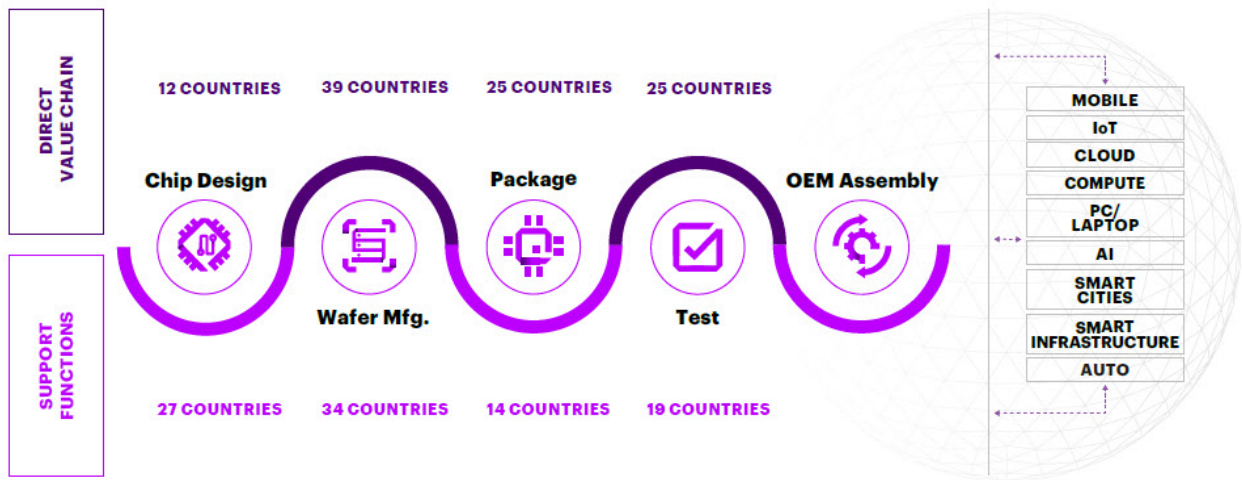 DIRECT
VALUE CHAIN
12 COUNTRIES
39 COUNTRIES
25 COUNTRIES
25 COUNTRIES
Chip Design
Package
OEM Assembly
Wafer Mfg.
Test
SUPPORT
FUNCTIONS
27 COUNTRIES
34 COUNTRIES
14 COUNTRIES
19 COUNTRIES
MOBILE
IoT
CLOUD
COMPUTE
PC/
LAPTOP
AI
SMART
CITIES
SMART
INFRASTRUCTURE
AUTO